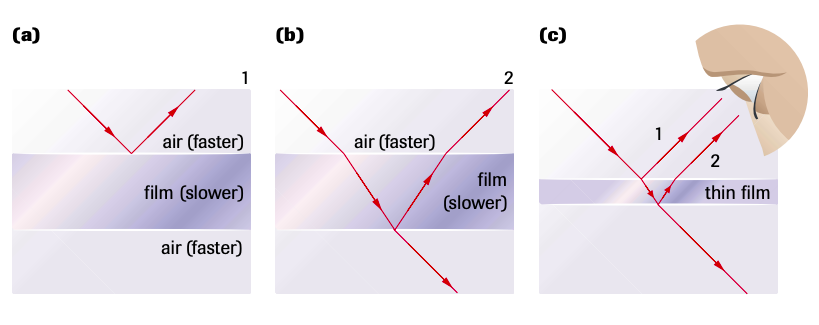 (a)
1
air (faster)
film (slower)
air (faster)
(b)
2
air (faster)
film
(slower)
(c)
1
2
thin film